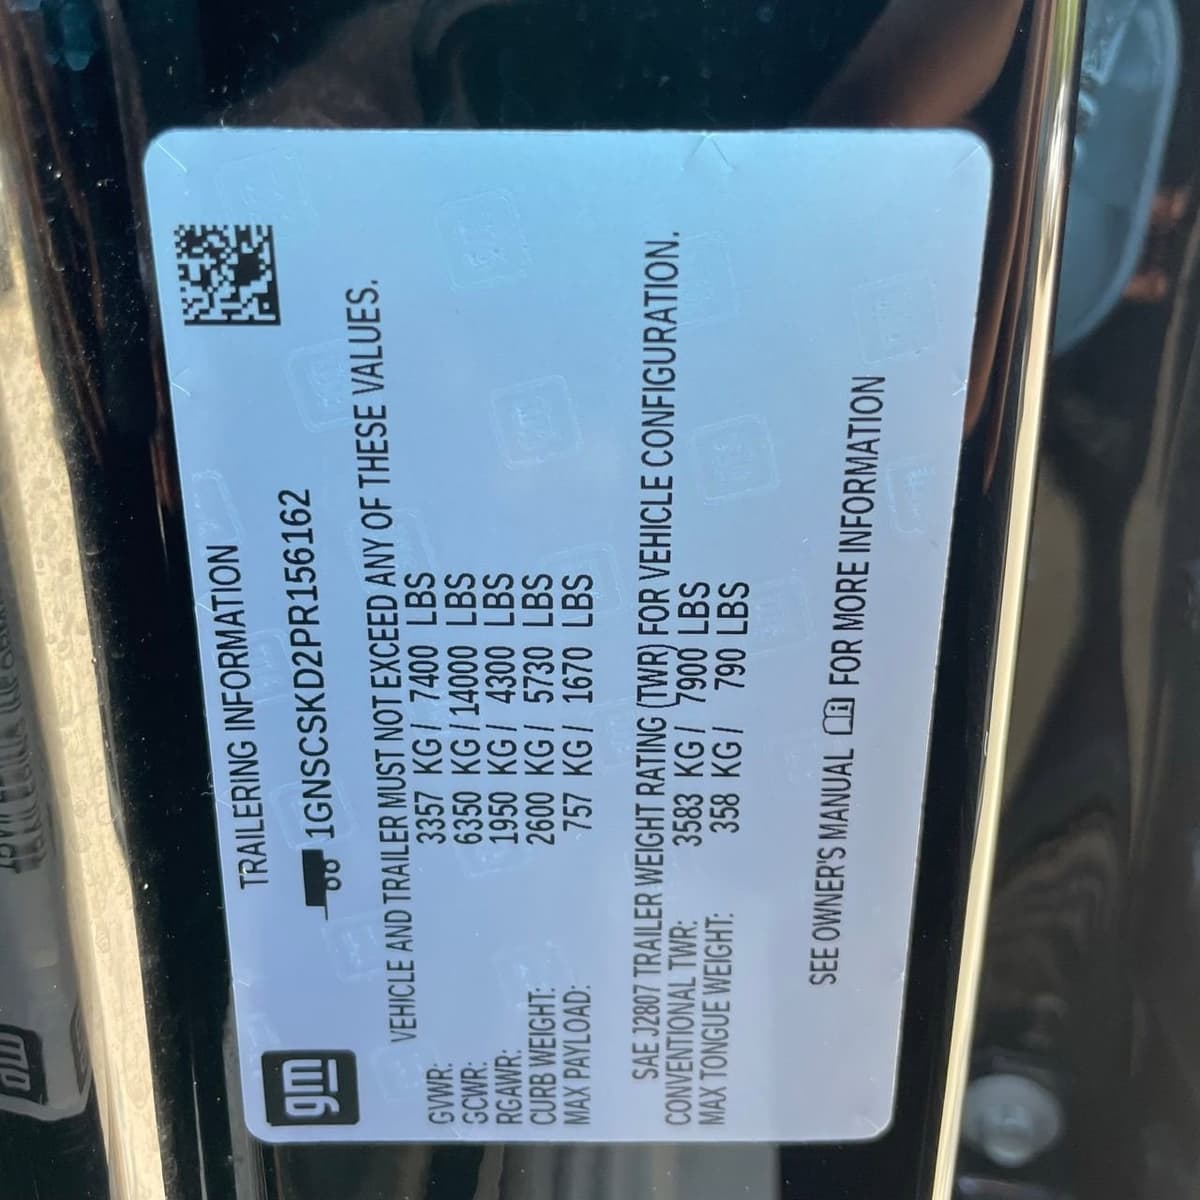 gm
TRAILERING INFORMATION
1GNSCSKD2PR156162
VEHICLE AND TRAILER MUST NOT EXCEED ANY OF THESE VALUES.
GVWR: 3357 KG / 7400 LBS
GCWR: 6350 KG / 14000 LBS
RGAWR: 1950 KG / 4300 LBS
CURB WEIGHT: 2600 KG / 5730 LBS
MAX PAYLOAD: 757 KG / 1670 LBS
SAE J2807 TRAILER WEIGHT RATING (TWR) FOR VEHICLE CONFIGURATION.
CONVENTIONAL TWR: 3583 KG / 7900 LBS
MAX TONGUE WEIGHT: 358 KG / 790 LBS
SEE OWNER'S MANUAL FOR MORE INFORMATION
gm